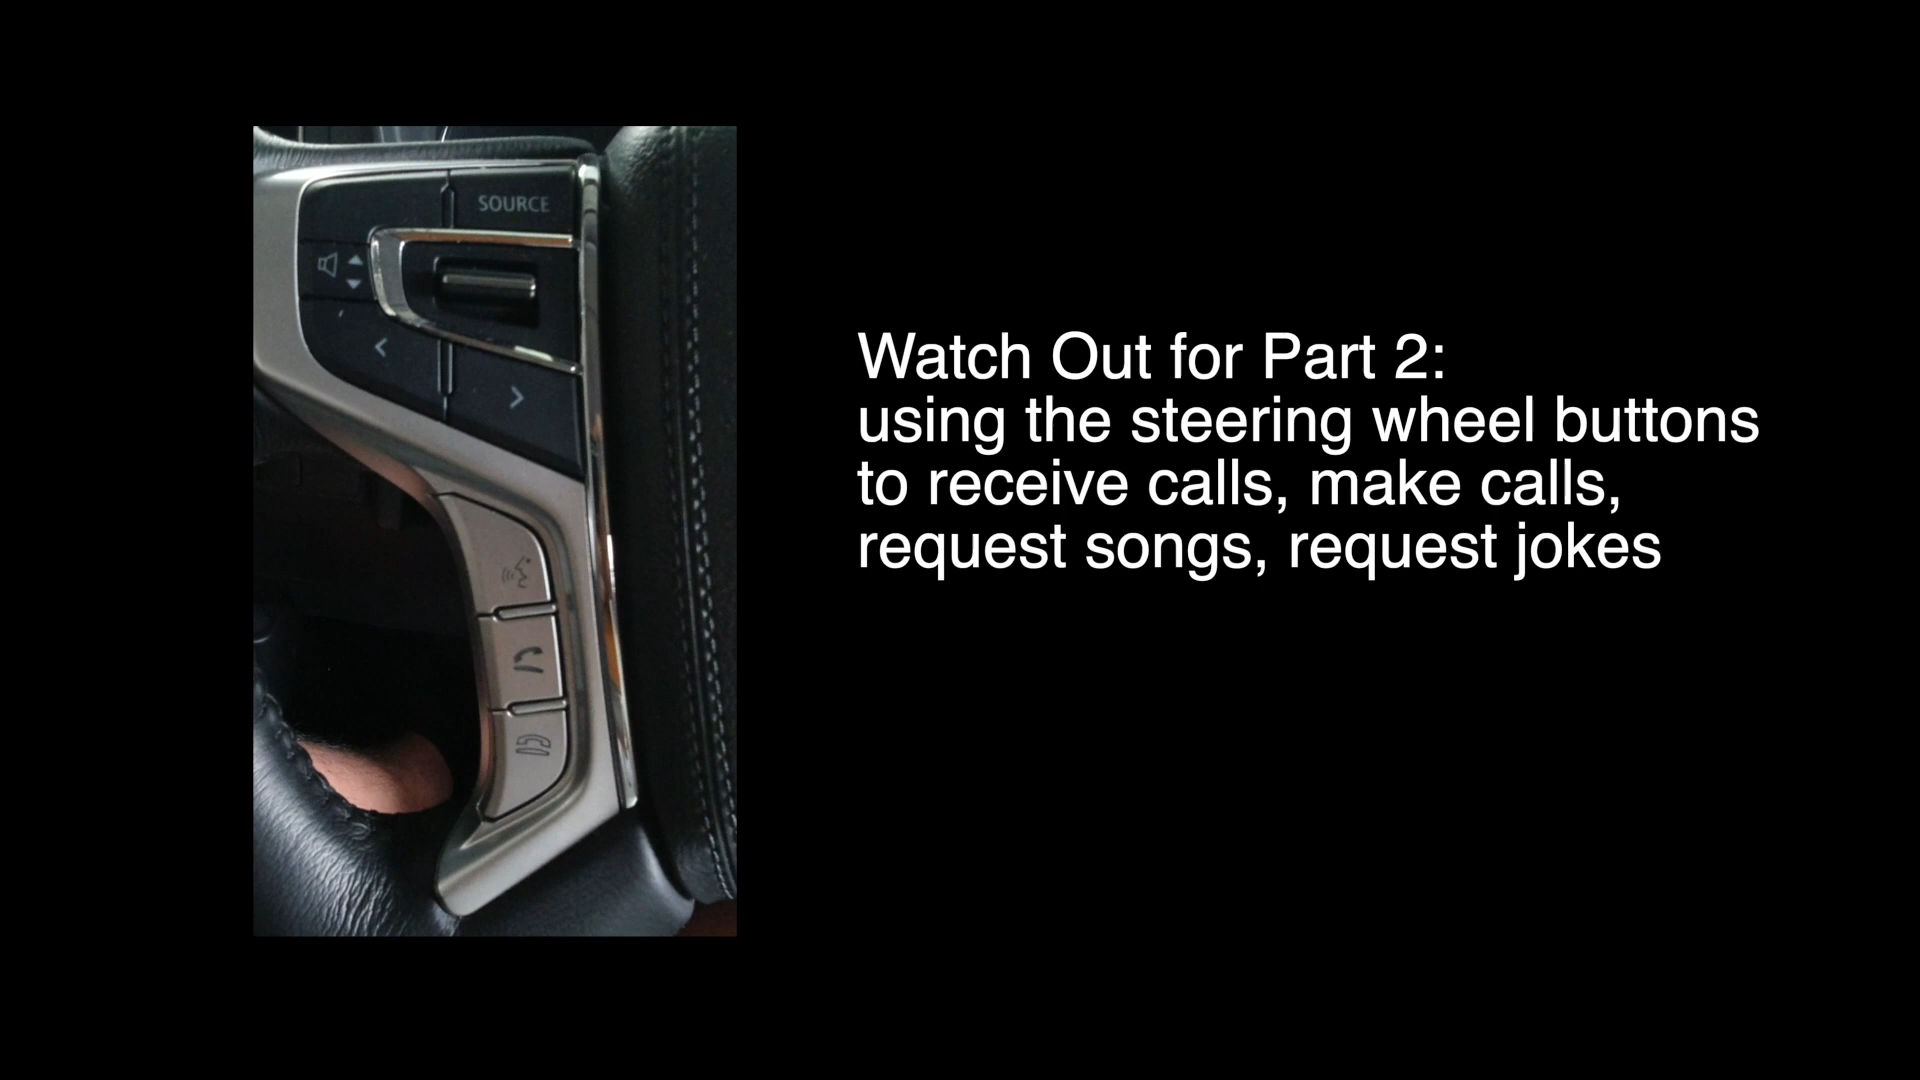 SOURCE
<
>
Watch Out for Part 2:
using the steering wheel buttons
to receive calls, make calls,
request songs, request jokes